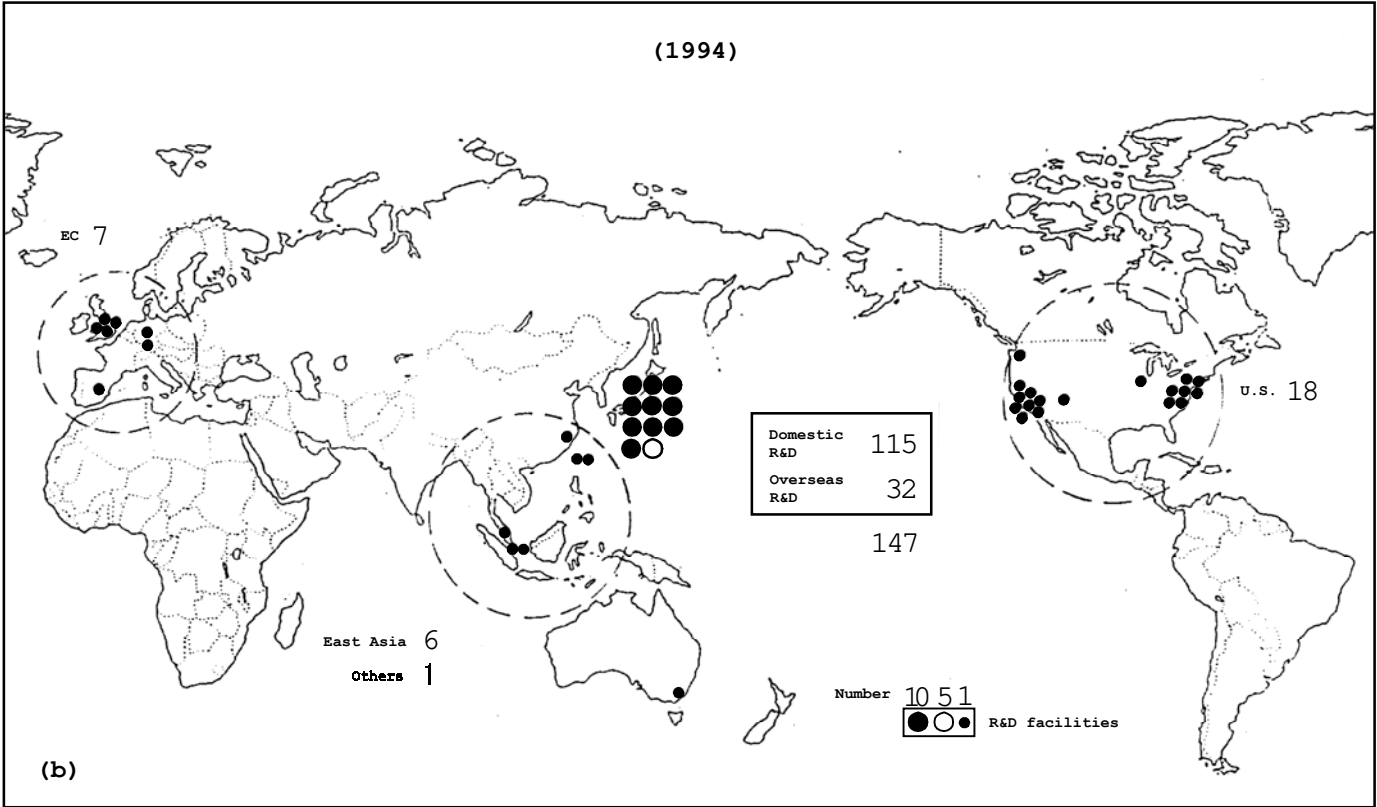 (1994)
EC 7
U.S. 18
Domestic R&D 115
Overseas R&D 32
147
East Asia 6
Others 1
Number 10 5 1
R&D facilities
(b)